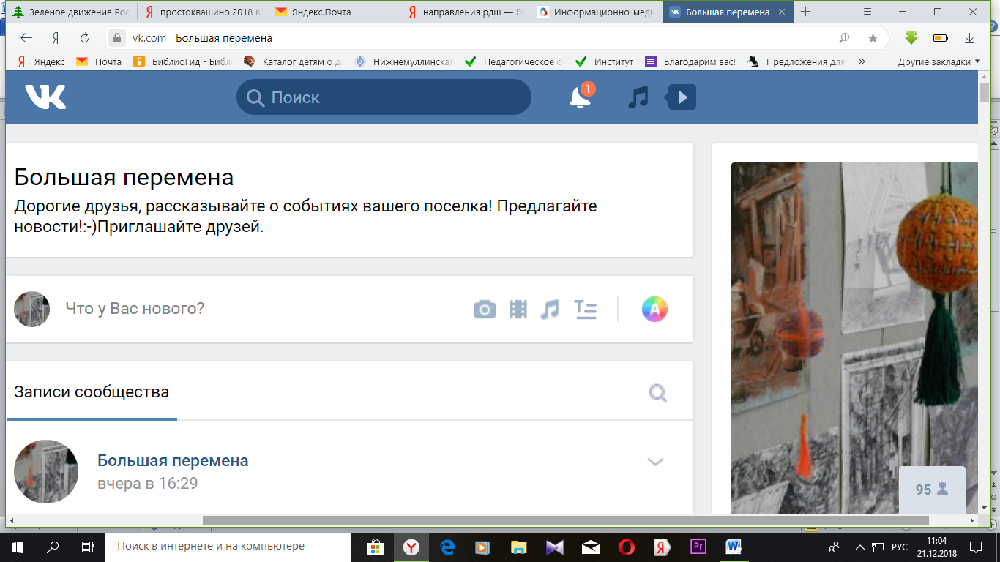 Зеленое движение Рос
простоквашино 2018 в
Яндекс.Почта
направления рдш — Ян
Информационно-меди
Большая перемена
vk.com Большая перемена
Яндекс
Почта
БиблиоГид - Библ
Каталог детям о де
Нижнемуллинская
Педагогическое о
Институт
Благодарим вас!
Предложения для
Другие закладки
Поиск
1
Большая перемена
Дорогие друзья, рассказывайте о событиях вашего поселка! Предлагайте
новости!:-)Приглашайте друзей.
Что у Вас нового?
A
Записи сообщества
Большая перемена
вчера в 16:29
95
Поиск в интернете и на компьютере
Pr
РУС
11:04
21.12.2018